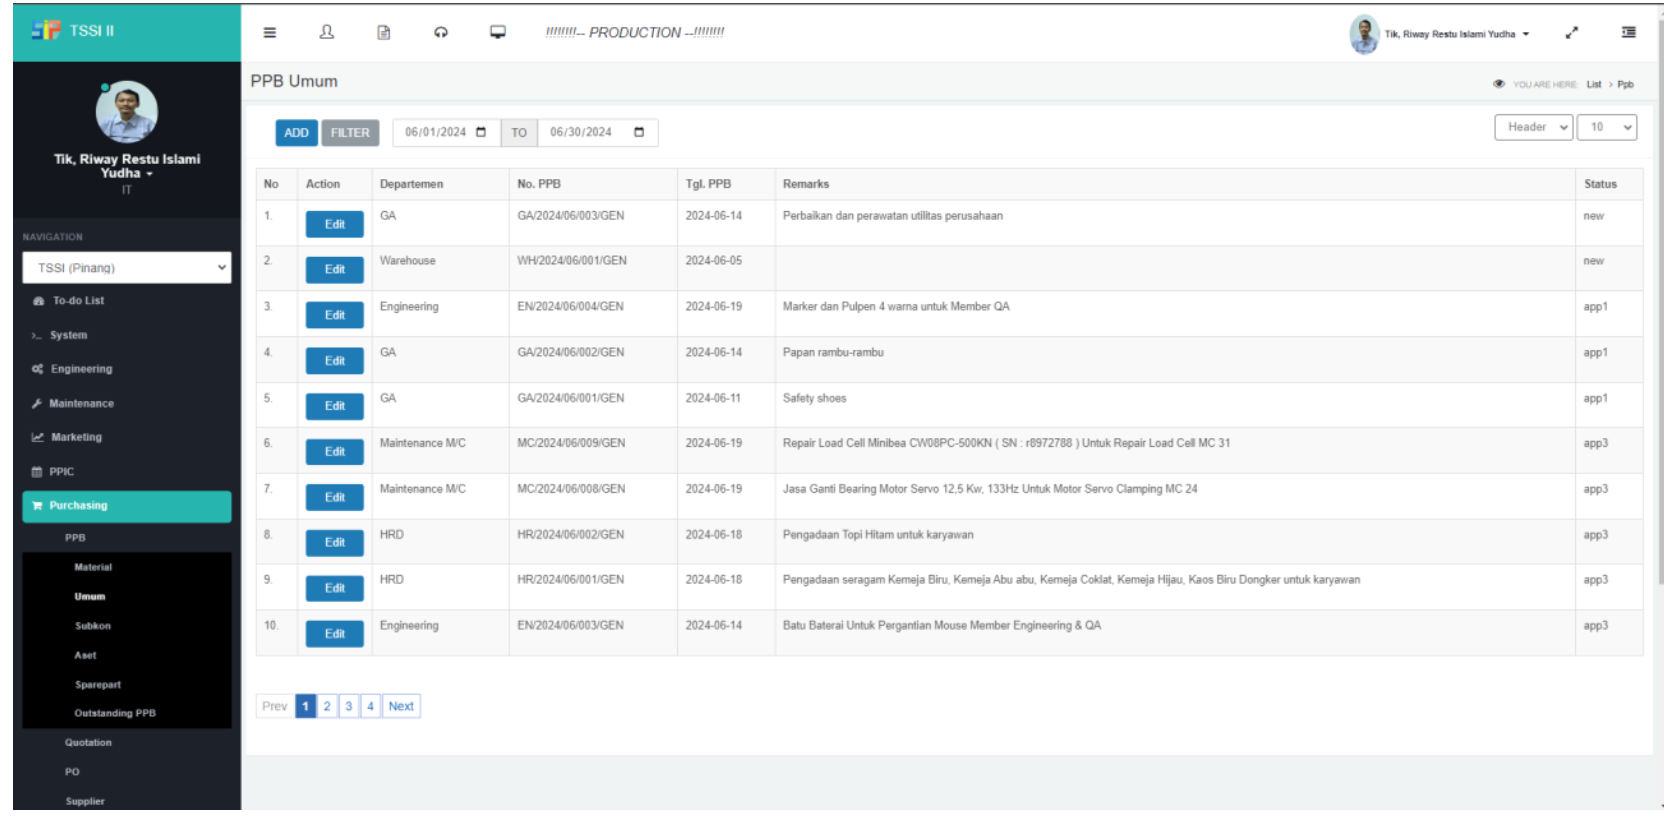 TSSI II
!!!!!!!!-- PRODUCTION --!!!!!!!!
Tik, Riway Restu Islami Yudha
Tik, Riway Restu Islami
Yudha
IT
NAVIGATION
TSSI (Pinang)
To-do List
System
Engineering
Maintenance
Marketing
PPIC
Purchasing
PPB
Material
Umum
Subkon
Aset
Sparepart
Outstanding PPB
Quotation
PO
Supplier
PPB Umum
YOU ARE HERE: List > Ppb
ADD FILTER 06/01/2024 TO 06/30/2024 Header 10
No Action Departemen No. PPB Tgl. PPB Remarks Status
1. Edit GA GA/2024/06/003/GEN 2024-06-14 Perbaikan dan perawatan utilitas perusahaan new
2. Edit Warehouse WH/2024/06/001/GEN 2024-06-05 new
3. Edit Engineering EN/2024/06/004/GEN 2024-06-19 Marker dan Pulpen 4 warna untuk Member QA app1
4. Edit GA GA/2024/06/002/GEN 2024-06-14 Papan rambu-rambu app1
5. Edit GA GA/2024/06/001/GEN 2024-06-11 Safety shoes app1
6. Edit Maintenance M/C MC/2024/06/009/GEN 2024-06-19 Repair Load Cell Minibea CW08PC-500KN ( SN : r8972788 ) Untuk Repair Load Cell MC 31 app3
7. Edit Maintenance M/C MC/2024/06/008/GEN 2024-06-19 Jasa Ganti Bearing Motor Servo 12,5 Kw, 133Hz Untuk Motor Servo Clamping MC 24 app3
8. Edit HRD HR/2024/06/002/GEN 2024-06-18 Pengadaan Topi Hitam untuk karyawan app3
9. Edit HRD HR/2024/06/001/GEN 2024-06-18 Pengadaan seragam Kemeja Biru, Kemeja Abu abu, Kemeja Coklat, Kemeja Hijau, Kaos Biru Dongker untuk karyawan app3
10. Edit Engineering EN/2024/06/003/GEN 2024-06-14 Batu Baterai Untuk Pergantian Mouse Member Engineering & QA app3
Prev 1 2 3 4 Next